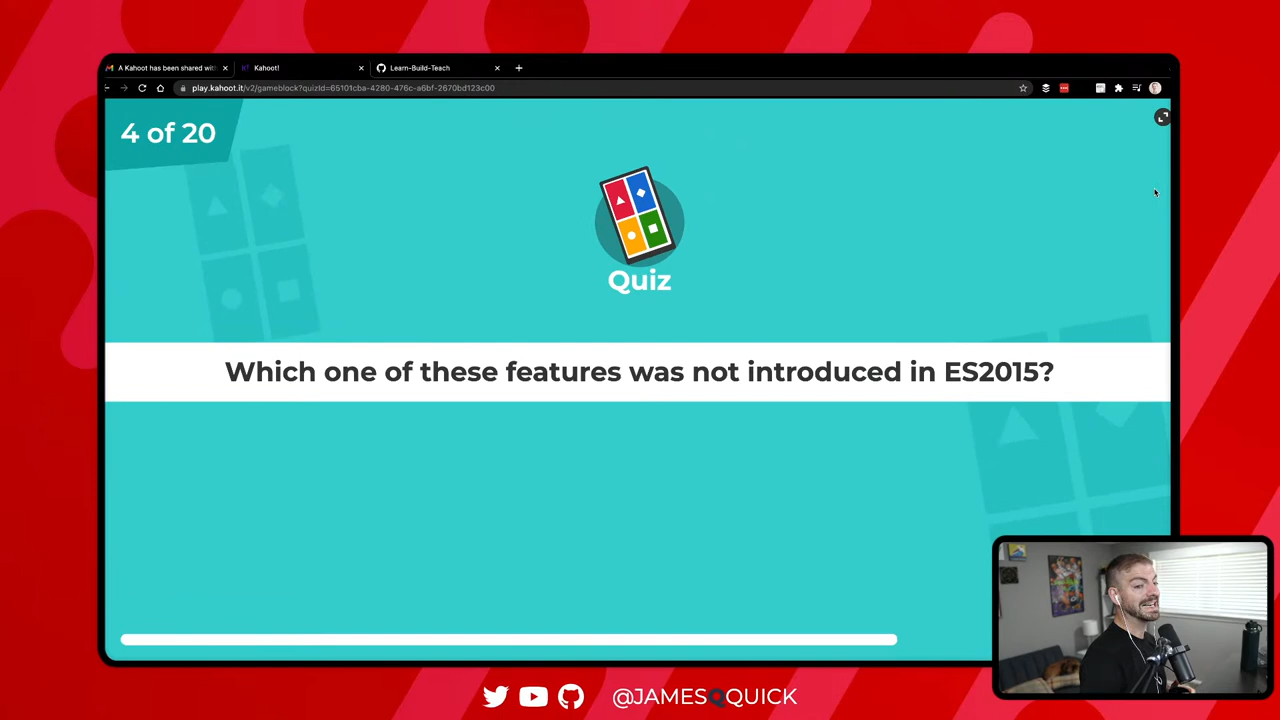 A Kahoot has been shared with
Kahoot!
Learn-Build-Teach
play.kahoot.it/v2/gameblock?quizId=65101cba-4280-476c-a6bf-2670bd123c00
4 of 20
Quiz
Which one of these features was not introduced in ES2015?
@JAMESQQUICK